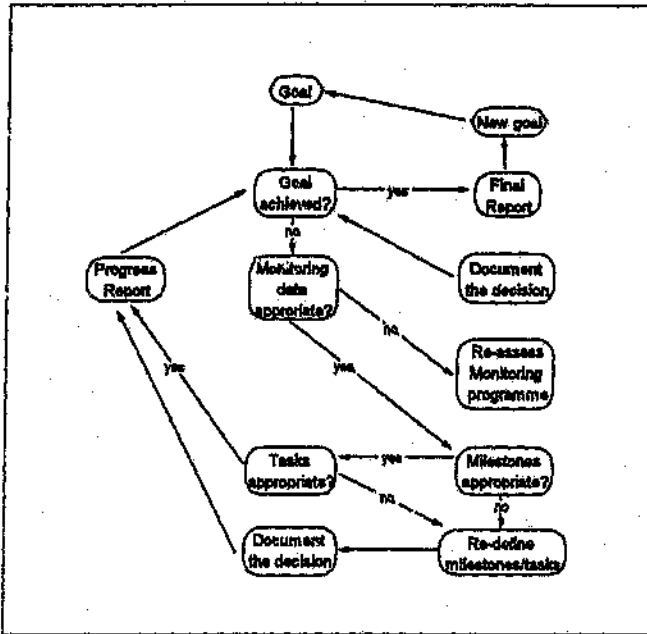 Goal
New goal
Goal
achieved?
yes
Final
Report
no
Progress
Report
Monitoring
data
approriate?
Document
the decision
no
Re-assess
Monitoring
programme
yes
yes
Tasks
appropriate?
yes
Milestones
appropriate?
no
no
Document
the decision
Re-define
milestones/tasks